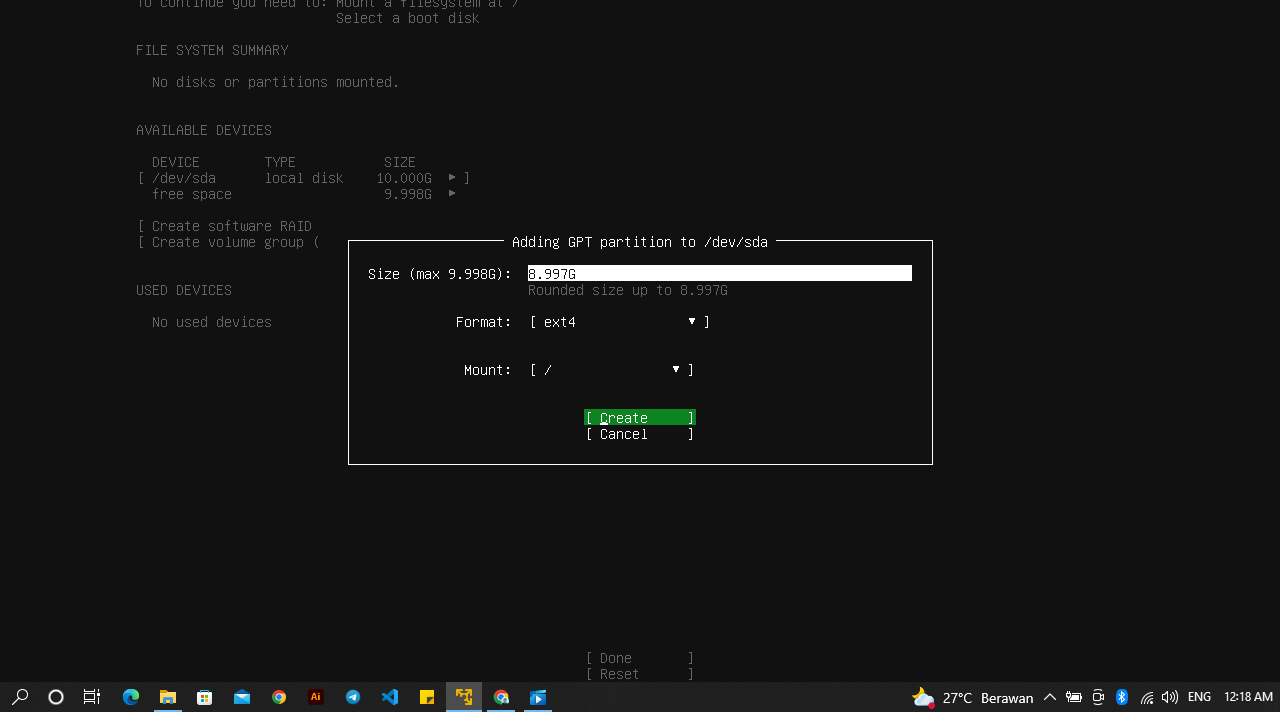 To continue you need to: Mount a filesystem at /
Select a boot disk
FILE SYSTEM SUMMARY
No disks or partitions mounted.
AVAILABLE DEVICES
DEVICE TYPE SIZE
[ /dev/sda local disk 10.000G ▸ ]
free space 9.998G ▸
[ Create software RAID
[ Create volume group (
Adding GPT partition to /dev/sda
Size (max 9.998G): 8.997G
Rounded size up to 8.997G
USED DEVICES
Format: [ ext4 ▾ ]
No used devices
Mount: [ / ▾ ]
[ Create ]
[ Cancel ]
[ Done ]
[ Reset ]
Ai
27°C Berawan ENG 12:18 AM